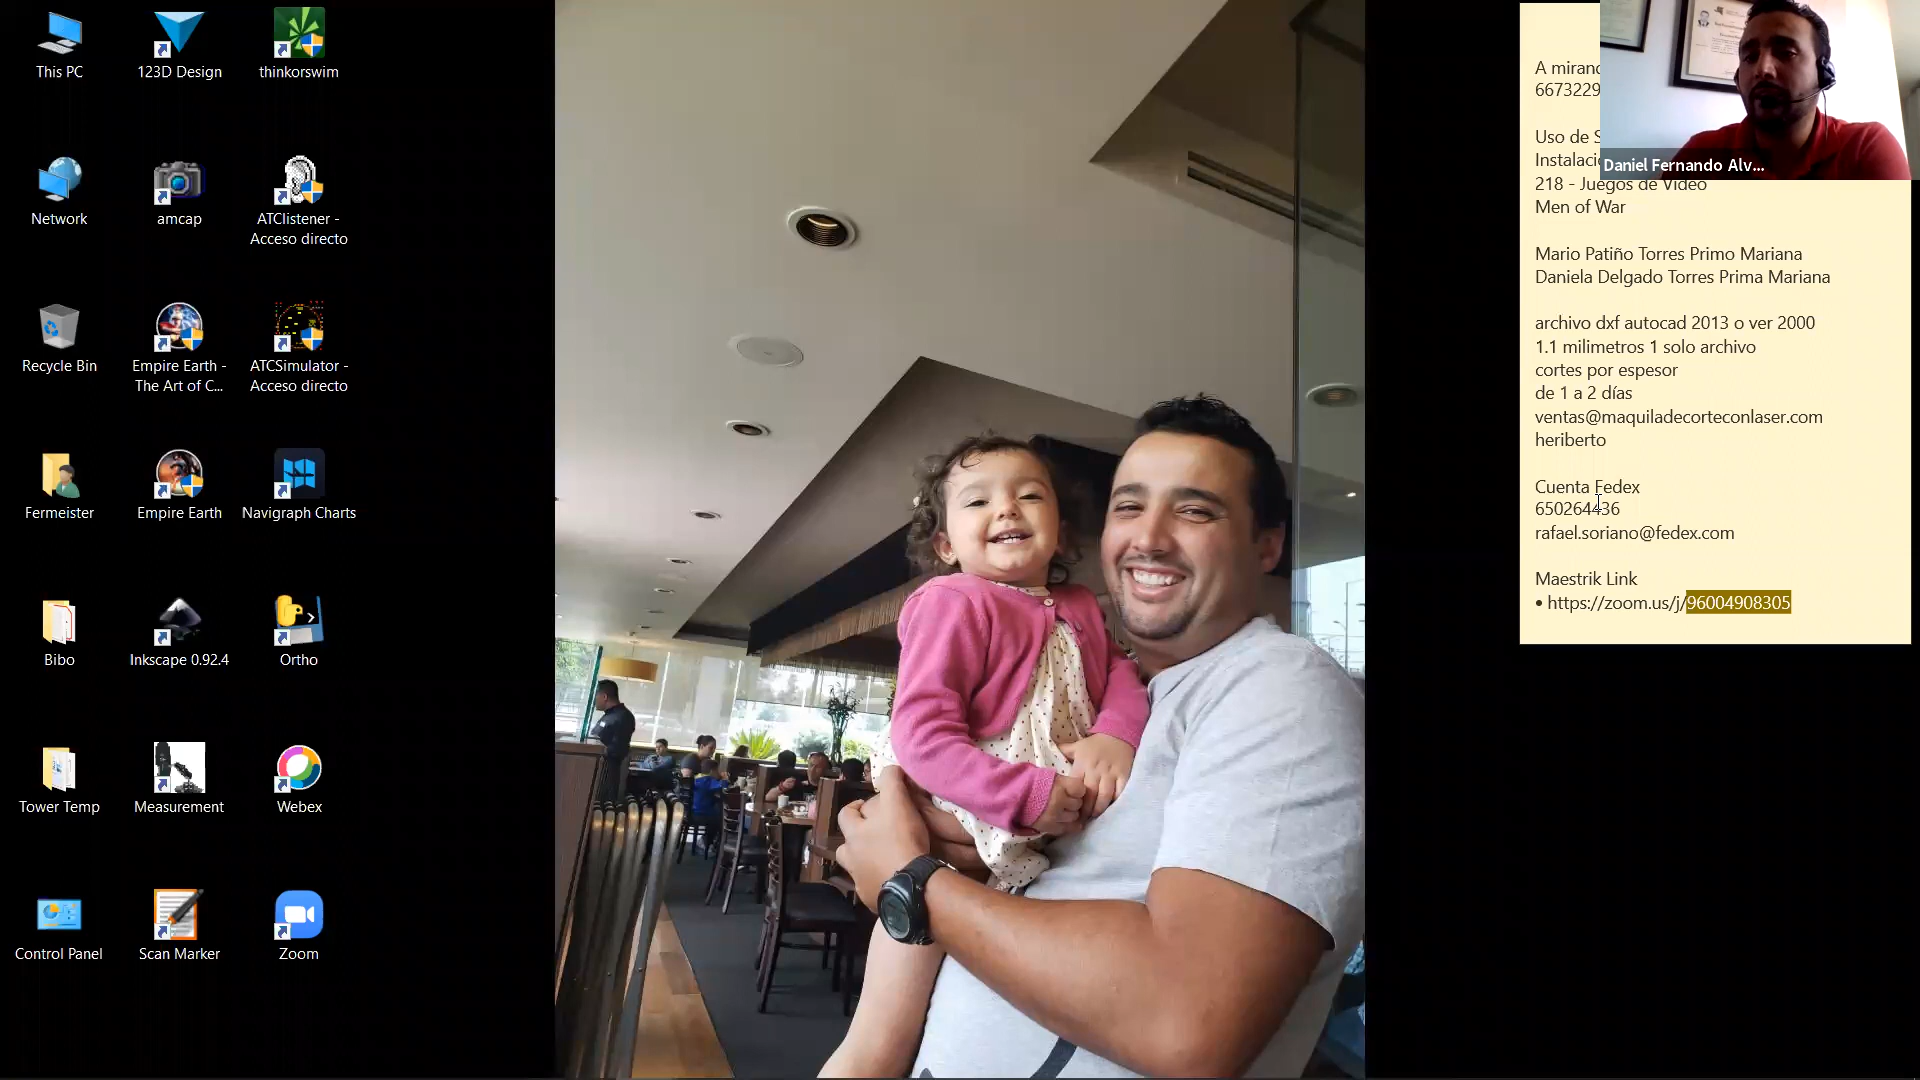 This PC
123D Design
thinkorswim
Network
amcap
ATClistener -
Acceso directo
Recycle Bin
Empire Earth -
The Art of C...
ATCSimulator -
Acceso directo
Fermeister
Empire Earth
Navigraph Charts
Bibo
Inkscape 0.92.4
Ortho
Tower Temp
Measurement
Webex
Control Panel
Scan Marker
Zoom
A
6673229
Uso de
218 - Juegos de Video
Men of War
Mario Patiño Torres Primo Mariana
Daniela Delgado Torres Prima Mariana
archivo dxf autocad 2013 o ver 2000
1.1 milimetros 1 solo archivo
cortes por espesor
de 1 a 2 días
ventas@maquiladecorteconlaser.com
heriberto
Cuenta Fedex
650264436
rafael.soriano@fedex.com
Maestrik Link
• https://zoom.us/j/96004908305
Daniel Fernando Alv...